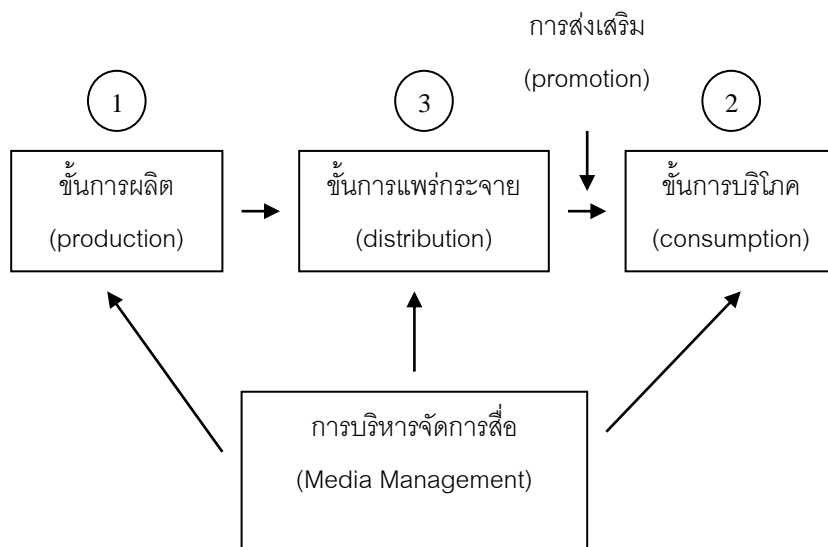 การส่งเสริม
(promotion)
1
3
2
ขั้นการผลิต
(production)
ขั้นการแพร่กระจาย
(distribution)
ขั้นการบริโภค
(consumption)
การบริหารจัดการสื่อ
(Media Management)